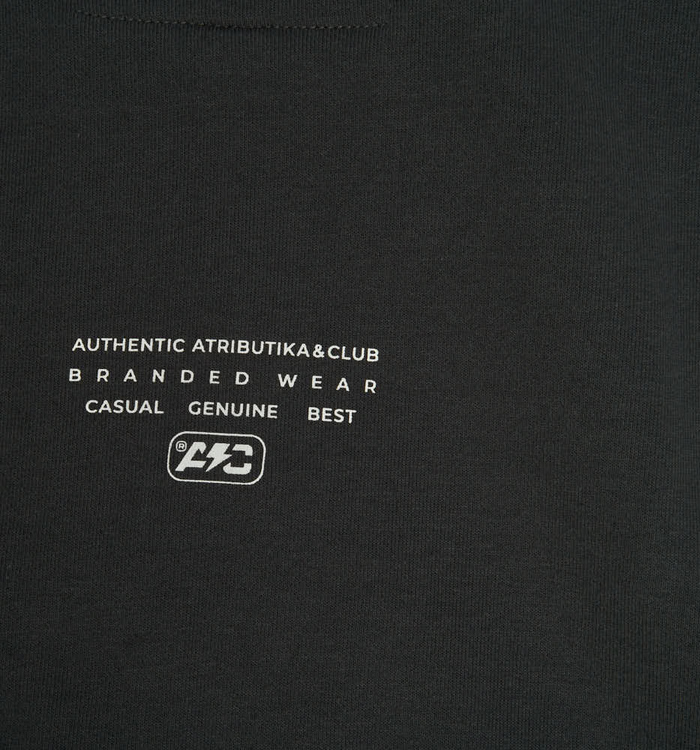 AUTHENTIC ATRIBUTIKA&CLUB
BRANDED WEAR
CASUAL GENUINE BEST
® A C